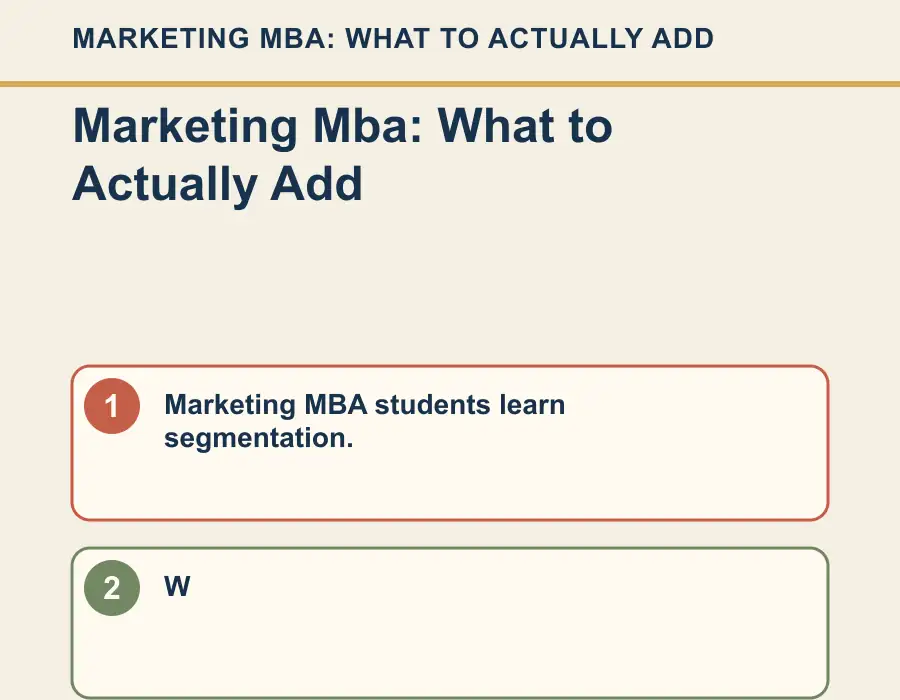 MARKETING MBA: WHAT TO ACTUALLY ADD
Marketing Mba: What to
Actually Add
1
Marketing MBA students learn
segmentation.
2
W